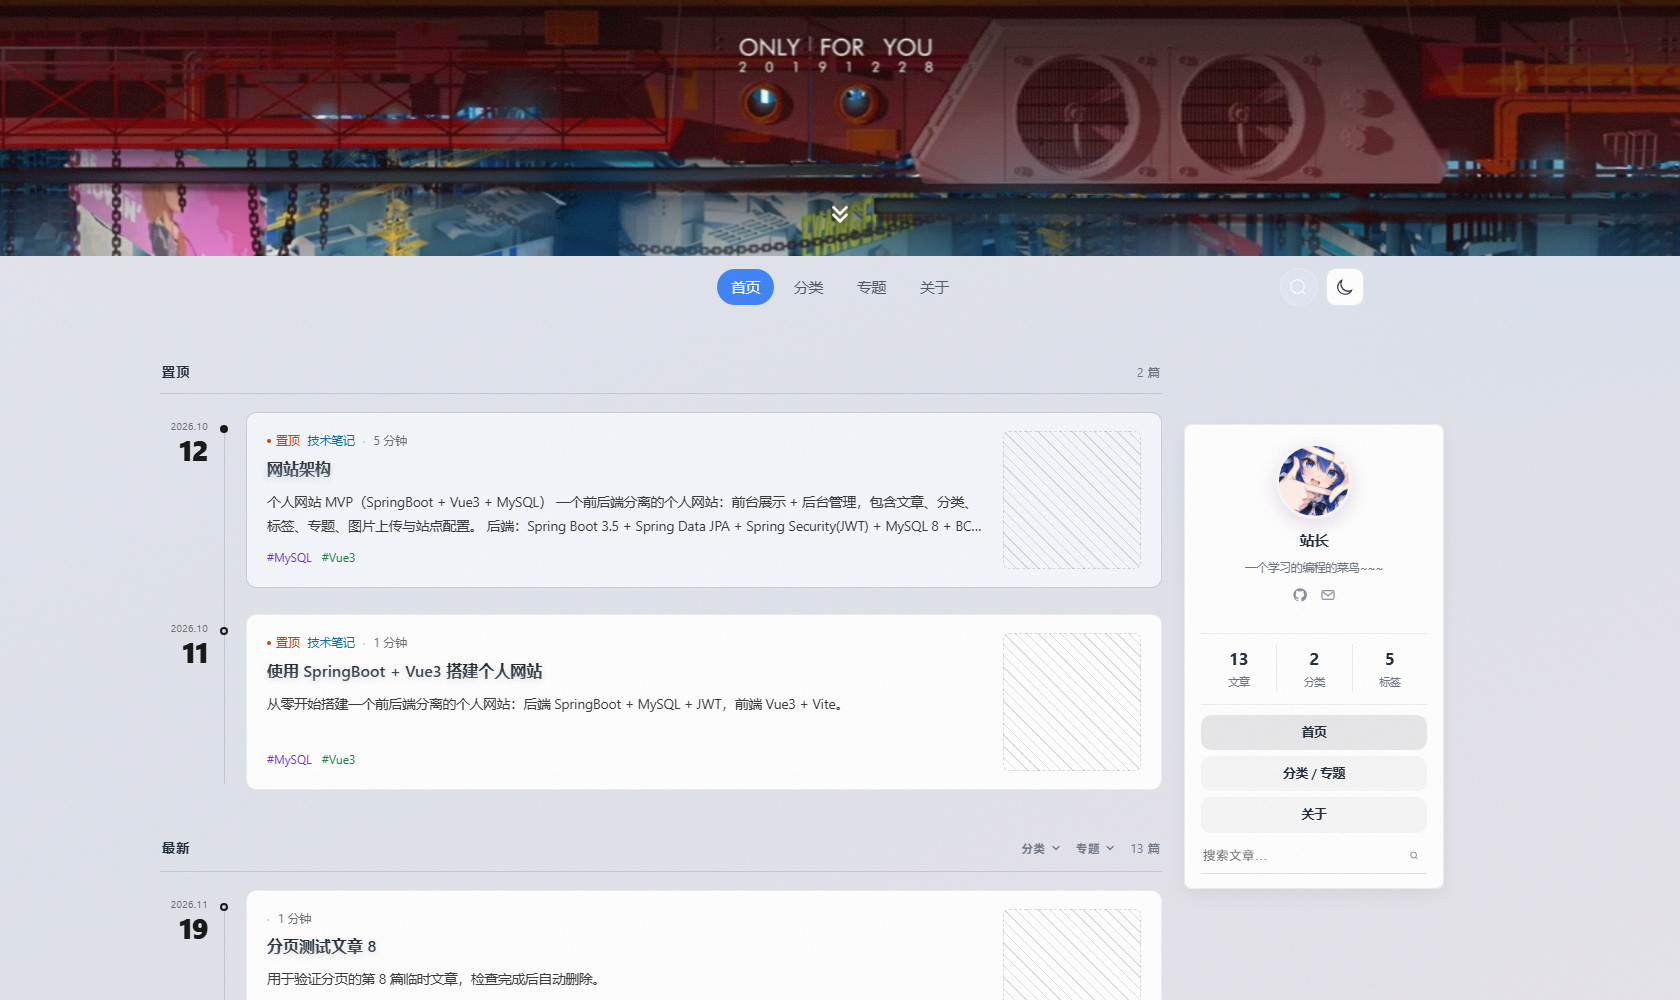 ONLY FOR YOU
20191228
首页 分类 专题 关于
置顶 2 篇
2026.10
12
置顶 技术笔记 · 5 分钟
网站架构
个人网站 MVP（SpringBoot + Vue3 + MySQL） 一个前后端分离的个人网站：前台展示 + 后台管理，包含文章、分类、
标签、专题、图片上传与站点配置。 后端：Spring Boot 3.5 + Spring Data JPA + Spring Security(JWT) + MySQL 8 + BC...
#MySQL #Vue3
2026.10
11
置顶 技术笔记 · 1 分钟
使用 SpringBoot + Vue3 搭建个人网站
从零开始搭建一个前后端分离的个人网站：后端 SpringBoot + MySQL + JWT，前端 Vue3 + Vite。
#MySQL #Vue3
最新 分类 专题 13 篇
2026.11
19
· 1 分钟
分页测试文章 8
用于验证分页的第 8 篇临时文章，检查完成后自动删除。
站长
一个学习的编程的菜鸟~~~
13 2 5
文章 分类 标签
首页
分类 / 专题
关于
搜索文章...